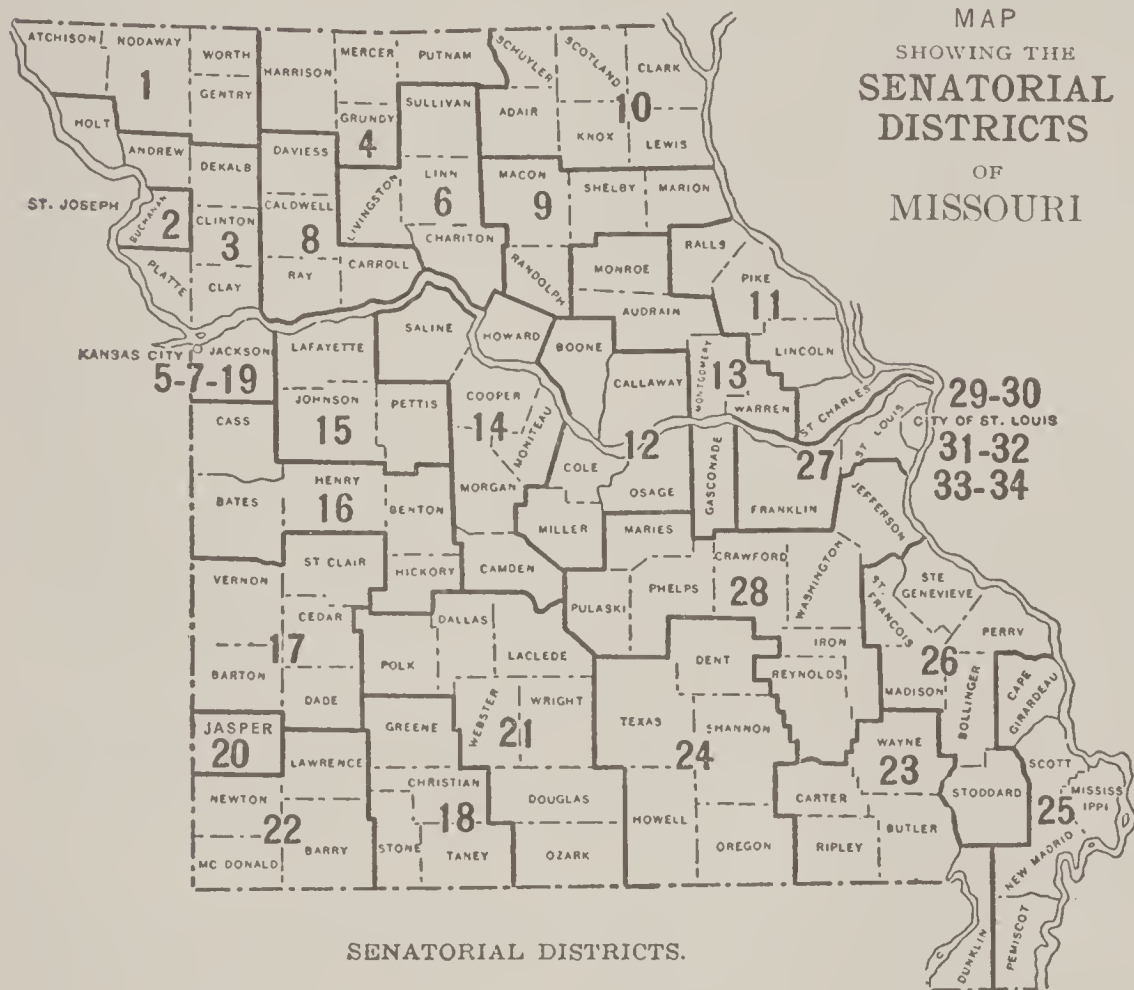 MAP
SHOWING THE
SENATORIAL
DISTRICTS
OF
MISSOURI
ATCHISON
NODAWAY
WORTH
GENTRY
HARRISON
MERCER
PUTNAM
SCHUYLER
SCOTLAND
CLARK
1
HOLT
GRUNDY
4
SULLIVAN
ADAIR
10
KNOX
LEWIS
ANDREW
DEKALB
DAVIESS
LIVINGSTON
LINN
6
MACON
9
SHELBY
MARION
ST. JOSEPH
BUCHANAN
2
CLINTON
3
CALDWELL
8
CHARITON
RALLS
PLATTE
CLAY
RAY
CARROLL
RANDOLPH
MONROE
PIKE
11
AUDRAIN
SALINE
HOWARD
BOONE
LINCOLN
KANSAS CITY
JACKSON
5-7-19
LAFAYETTE
CALLAWAY
MONTGOMERY
13
WARREN
ST CHARLES
29-30
CITY OF ST. LOUIS
31-32
33-34
ST LOUIS
CASS
JOHNSON
15
PETTIS
COOPER
14
MONITEAU
COLE
12
OSAGE
GASCONADE
27
FRANKLIN
JEFFERSON
BATES
HENRY
16
BENTON
MORGAN
MILLER
MARIES
VERNON
ST CLAIR
HICKORY
CAMDEN
PULASKI
PHELPS
CRAWFORD
28
WASHINGTON
ST. FRANCOIS
STE GENEVIEVE
CEDAR
17
DALLAS
LACLEDE
DENT
IRON
PERRY
26
BARTON
DADE
POLK
REYNOLDS
MADISON
BOLLINGER
CAPE GIRARDEAU
JASPER
20
GREENE
WEBSTER
21
WRIGHT
TEXAS
24
SHANNON
WAYNE
23
LAWRENCE
SCOTT
NEWTON
22
CHRISTIAN
18
DOUGLAS
CARTER
STODDARD
25
MISSISS
IPPI
MC DONALD
BARRY
STONE
TANEY
OZARK
HOWELL
OREGON
RIPLEY
BUTLER
NEW MADRID
DUNKLIN
PEMISCOT
SENATORIAL DISTRICTS.